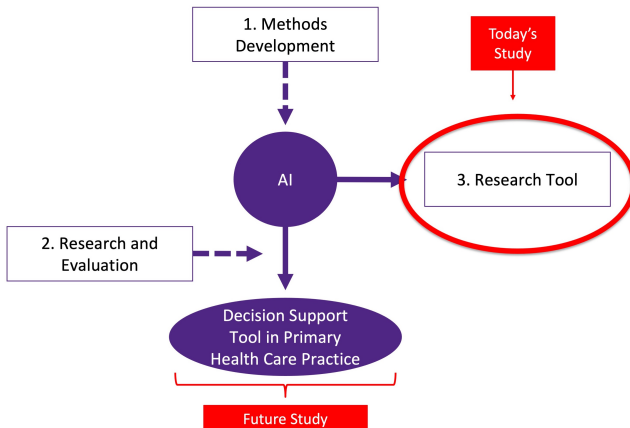 1. Methods
Development
Today's
Study
AI
3. Research Tool
2. Research and
Evaluation
Decision Support
Tool in Primary
Health Care Practice
Future Study